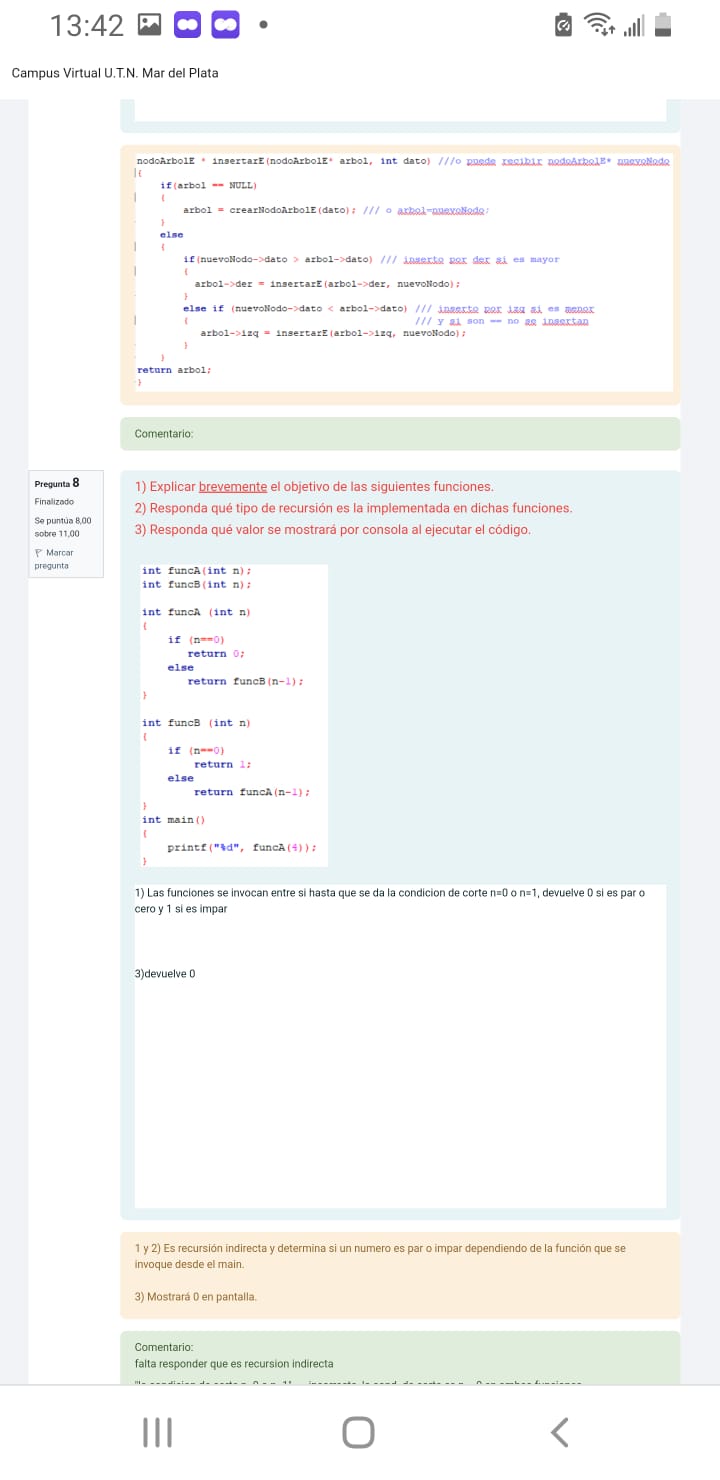 13:42
Campus Virtual U.T.N. Mar del Plata
nodoArbolE * insertarE(nodoArbolE* arbol, int dato) ///o puede recibir nodoArbolE* nuevoNodo
{
if(arbol == NULL)
{
arbol = crearNodoArbolE(dato); /// o arbol=nuevoNodo;
}
else
{
if(nuevoNodo->dato > arbol->dato) /// inserto por der si es mayor
{
arbol->der = insertarE(arbol->der, nuevoNodo);
}
else if (nuevoNodo->dato < arbol->dato) /// inserto por izq si es menor
{ /// y si son == no se insertan
arbol->izq = insertarE(arbol->izq, nuevoNodo);
}
}
return arbol;
}
Comentario:
Pregunta 8
Finalizado
Se puntúa 8,00
sobre 11,00
Marcar
pregunta
1) Explicar brevemente el objetivo de las siguientes funciones.
2) Responda qué tipo de recursión es la implementada en dichas funciones.
3) Responda qué valor se mostrará por consola al ejecutar el código.
int funcA(int n);
int funcB(int n);
int funcA (int n)
{
if (n==0)
return 0;
else
return funcB(n-1);
}
int funcB (int n)
{
if (n==0)
return 1;
else
return funcA(n-1);
}
int main()
{
printf("%d", funcA(4));
}
1) Las funciones se invocan entre si hasta que se da la condicion de corte n=0 o n=1, devuelve 0 si es par o
cero y 1 si es impar
3)devuelve 0
1 y 2) Es recursión indirecta y determina si un numero es par o impar dependiendo de la función que se
invoque desde el main.
3) Mostrará 0 en pantalla.
Comentario:
falta responder que es recursion indirecta